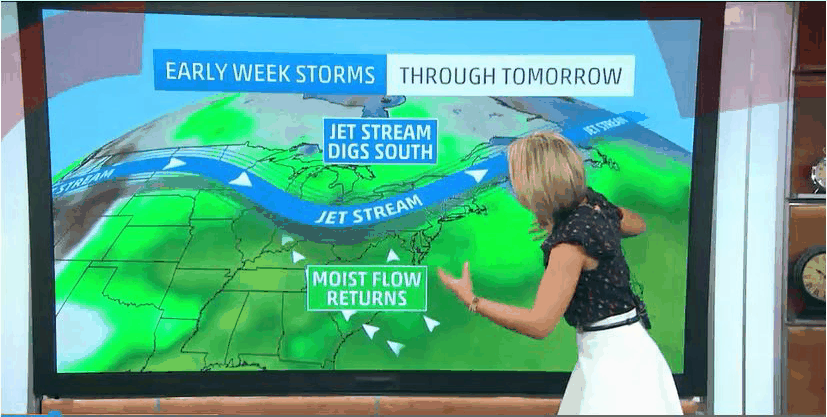 EARLY WEEK STORMS THROUGH TOMORROW
JET STREAM
DIGS SOUTH
JET STREAM
STREAM
JET STREAM
MOIST FLOW
RETURNS